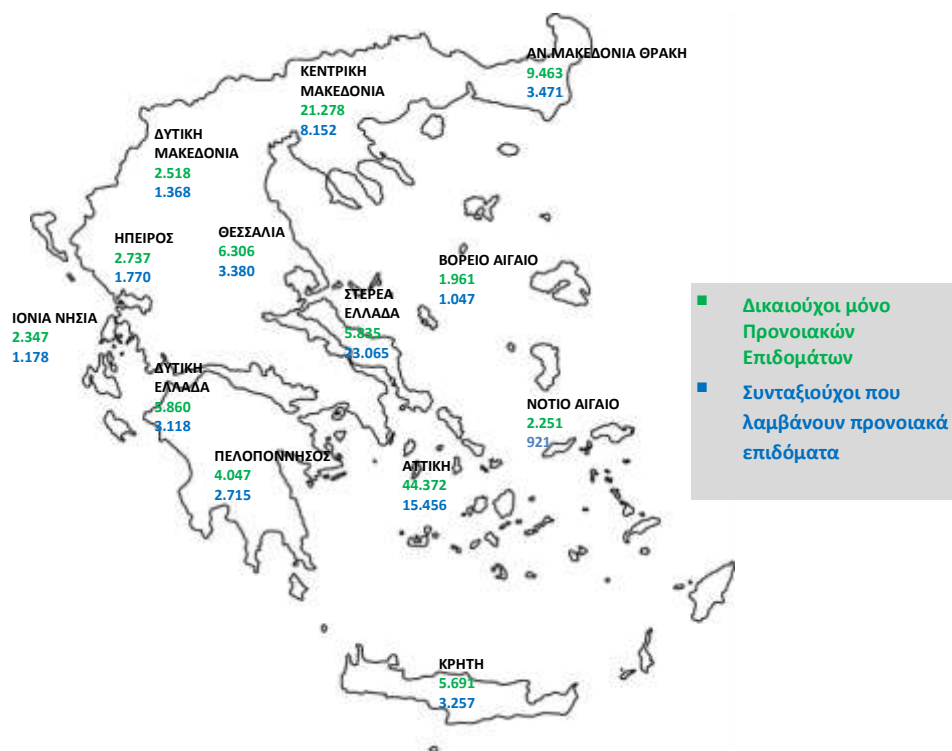 ΑΝ.ΜΑΚΕΔΟΝΙΑ ΘΡΑΚΗ
9.463
3.471
ΚΕΝΤΡΙΚΗ
ΜΑΚΕΔΟΝΙΑ
21.278
8.152
ΔΥΤΙΚΗ
ΜΑΚΕΔΟΝΙΑ
2.518
1.368
ΗΠΕΙΡΟΣ
2.737
1.770
ΘΕΣΣΑΛΙΑ
6.306
3.380
ΒΟΡΕΙΟ ΑΙΓΑΙΟ
1.961
1.047
ΙΟΝΙΑ ΝΗΣΙΑ
2.347
1.178
ΣΤΕΡΕΑ
ΕΛΛΑΔΑ
5.835
23.065
ΔΥΤΙΚΗ
ΕΛΛΑΔΑ
5.860
3.118
ΝΟΤΙΟ ΑΙΓΑΙΟ
2.251
921
ΠΕΛΟΠΟΝΝΗΣΟΣ
4.047
2.715
ΑΤΤΙΚΗ
44.372
15.456
ΚΡΗΤΗ
5.691
3.257
Δικαιούχοι μόνο
Προνοιακών
Επιδομάτων
Συνταξιούχοι που
λαμβάνουν προνοιακά
επιδόματα